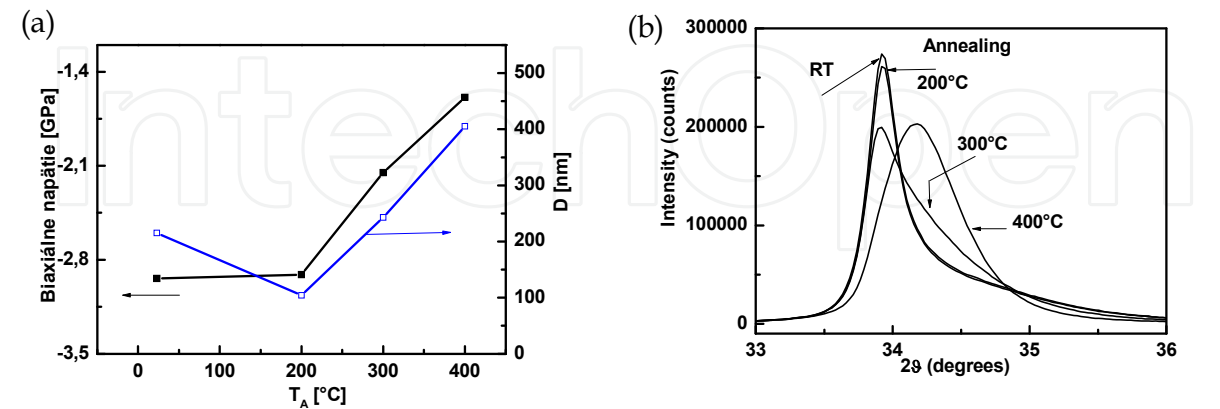 (a)
Biaxiálne napätie [GPa]
-1,4
-2,1
-2,8
-3,5
0
100
200
300
400
T_A [°C]
500
400
300
200
100
0
D [nm]
(b)
Intensity (counts)
300000
200000
100000
0
Annealing
RT
200°C
300°C
400°C
33
34
35
36
2ϑ (degrees)
IntechOpen